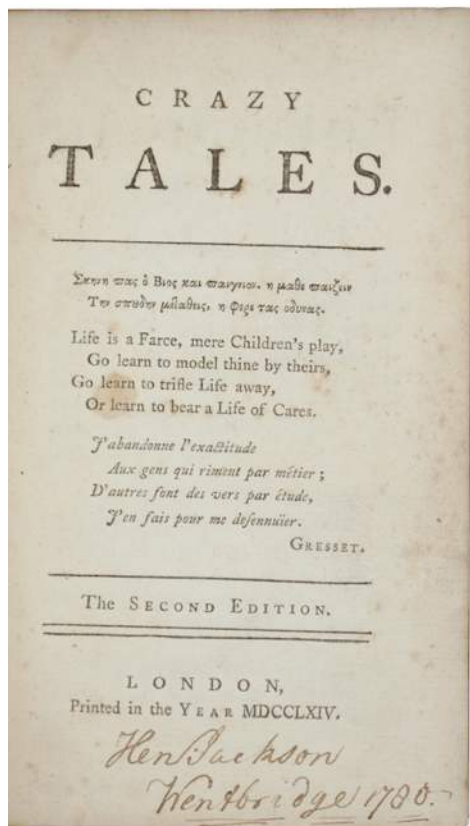 CRAZY
TALES.
Σκηνη πας ὁ Βιος και παιγνιον. η μαθε παιζειν
Την σπυδην μεlαθεις, η φερε τας οδυνας.
Life is a Farce, mere Children's play,
Go learn to model thine by theirs,
Go learn to trifle Life away,
Or learn to bear a Life of Cares.
J'abandonne l'exactitude
Aux gens qui riment par métier ;
D'autres font des vers par étude,
J'en fais pour me desennuïer.
GRESSET.
The SECOND EDITION.
LONDON,
Printed in the YEAR MDCCLXIV.
Hen Jackson
Wentbridge 1780.